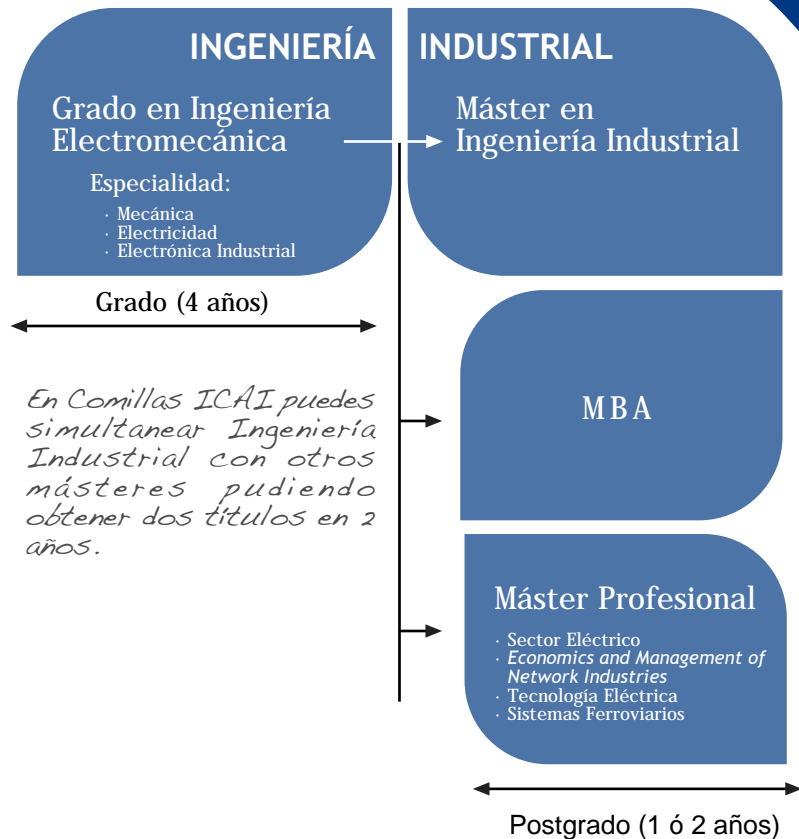 INGENIERÍA INDUSTRIAL
Grado en Ingeniería
Electromecánica
Especialidad:
· Mecánica
· Electricidad
· Electrónica Industrial
Máster en
Ingeniería Industrial
Grado (4 años)
En Comillas ICAI puedes
simultanear Ingeniería
Industrial con otros
másteres pudiendo
obtener dos títulos en 2
años.
MBA
Máster Profesional
· Sector Eléctrico
· Economics and Management of
Network Industries
· Tecnología Eléctrica
· Sistemas Ferroviarios
Postgrado (1 ó 2 años)